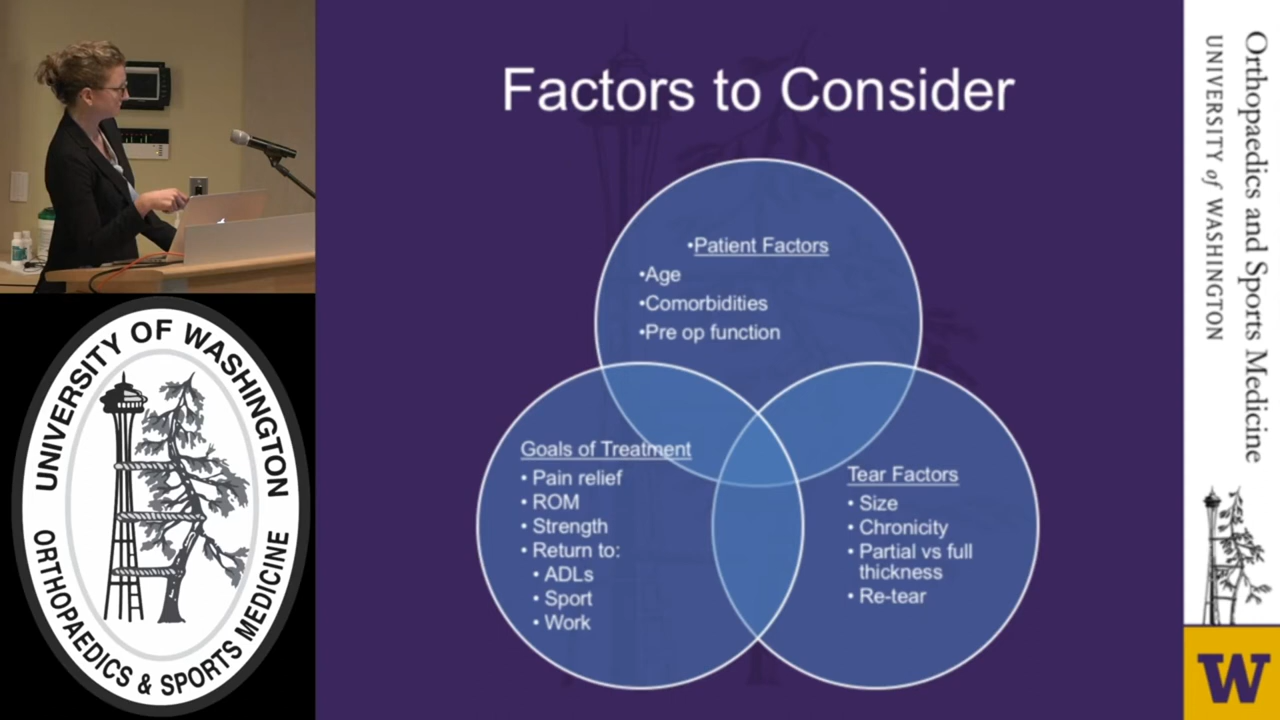 Factors to Consider
•Patient Factors
•Age
•Comorbidities
•Pre op function
Goals of Treatment
• Pain relief
• ROM
• Strength
• Return to:
• ADLs
• Sport
• Work
Tear Factors
• Size
• Chronicity
• Partial vs full
thickness
• Re-tear
UNIVERSITY OF WASHINGTON
ORTHOPAEDICS & SPORTS MEDICINE
Orthopaedics and Sports Medicine
UNIVERSITY of WASHINGTON
W